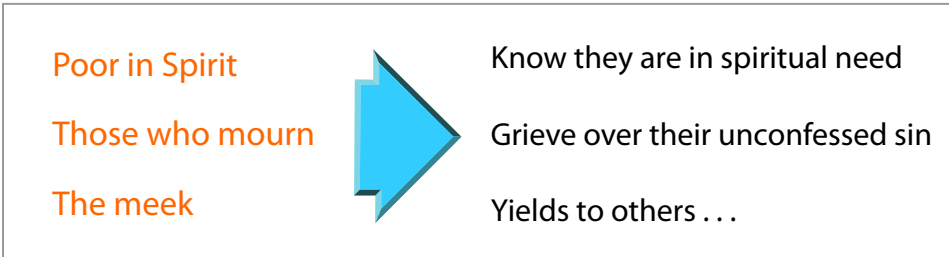 Poor in Spirit
Know they are in spiritual need
Those who mourn
Grieve over their unconfessed sin
The meek
Yields to others . . .